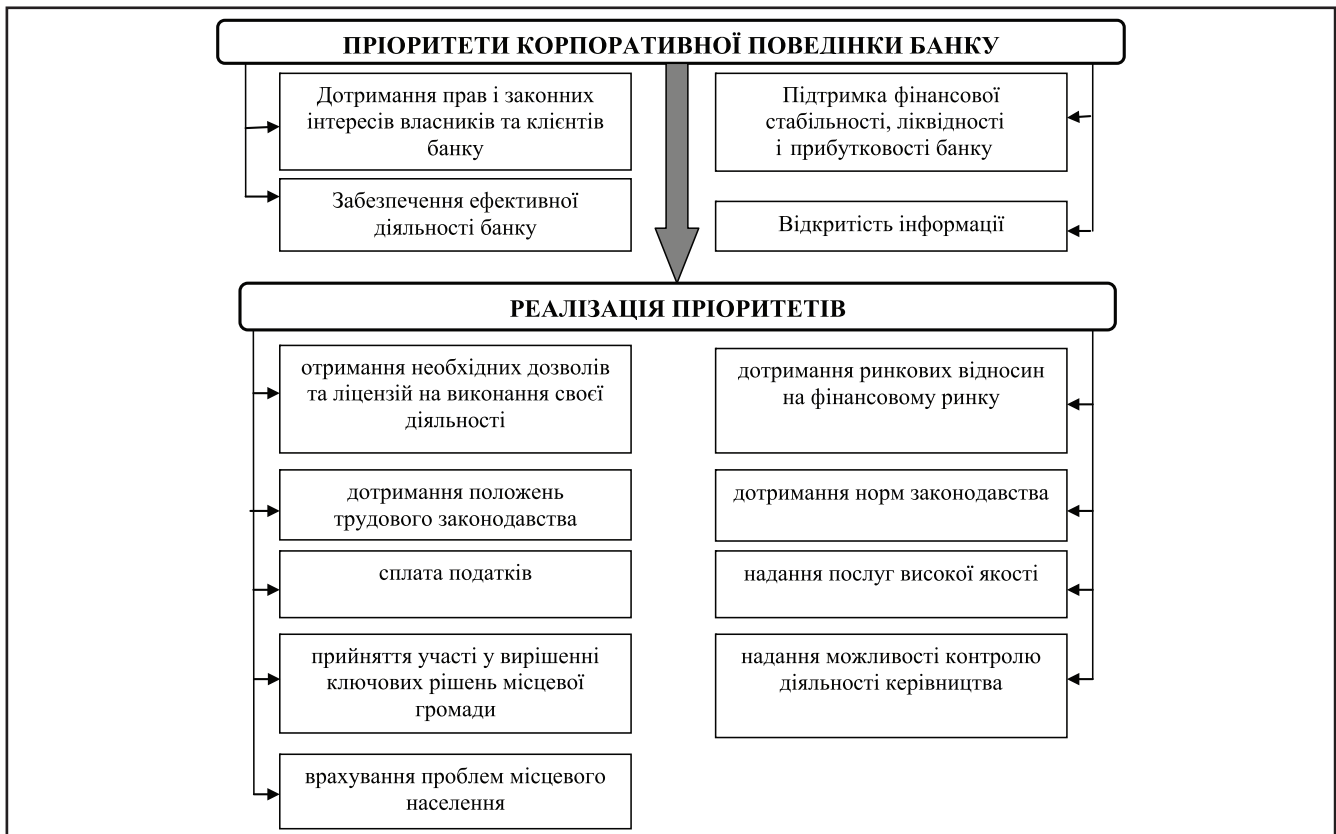 ПРІОРИТЕТИ КОРПОРАТИВНОЇ ПОВЕДІНКИ БАНКУ
Дотримання прав і законних
інтересів власників та клієнтів
банку
Підтримка фінансової
стабільності, ліквідності
і прибутковості банку
Забезпечення ефективної
діяльності банку
Відкритість інформації
РЕАЛІЗАЦІЯ ПРІОРИТЕТІВ
отримання необхідних дозволів
та ліцензій на виконання своєї
діяльності
дотримання ринкових відносин
на фінансовому ринку
дотримання положень
трудового законодавства
дотримання норм законодавства
сплата податків
надання послуг високої якості
прийняття участі у вирішенні
ключових рішень місцевої
громади
надання можливості контролю
діяльності керівництва
врахування проблем місцевого
населення